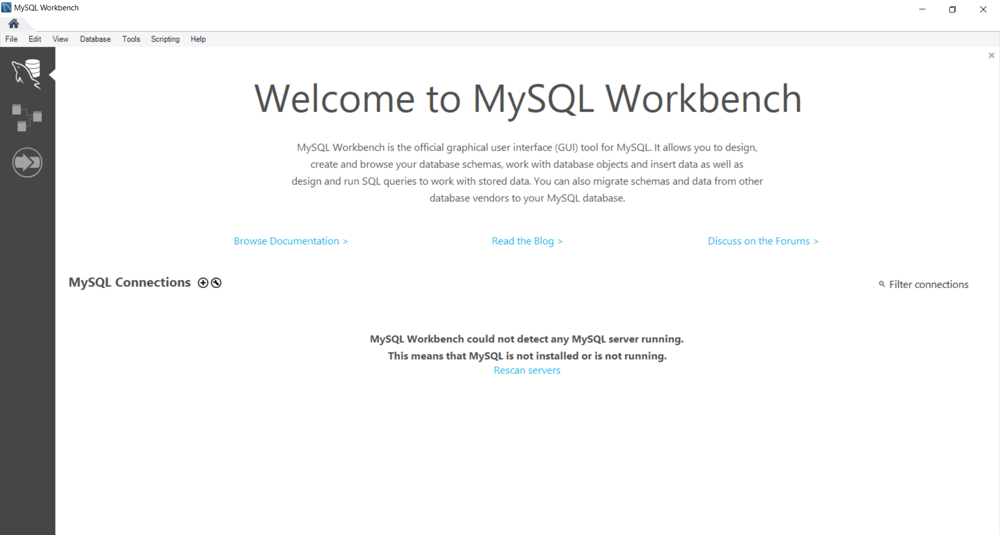 MySQL Workbench
File Edit View Database Tools Scripting Help
Welcome to MySQL Workbench
MySQL Workbench is the official graphical user interface (GUI) tool for MySQL. It allows you to design,
create and browse your database schemas, work with database objects and insert data as well as
design and run SQL queries to work with stored data. You can also migrate schemas and data from other
database vendors to your MySQL database.
Browse Documentation > Read the Blog > Discuss on the Forums >
MySQL Connections Filter connections
MySQL Workbench could not detect any MySQL server running.
This means that MySQL is not installed or is not running.
Rescan servers